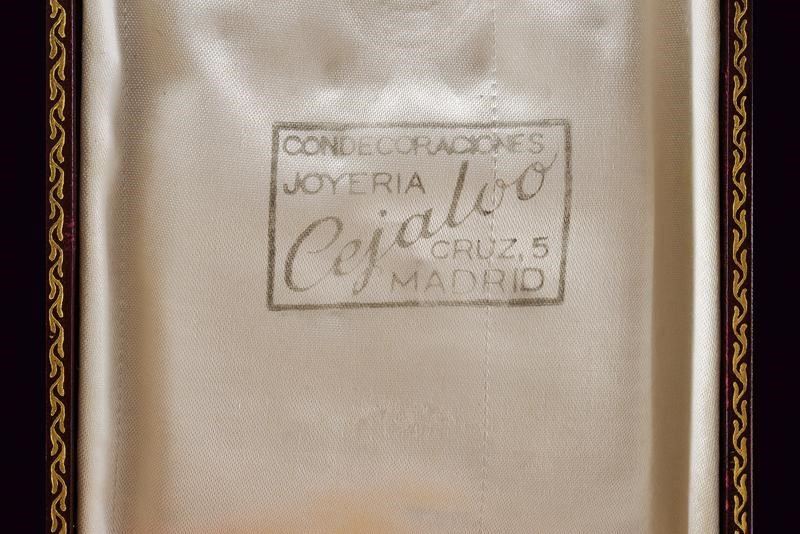 CONDECORACIONES
JOYERIA
Cejalvo
CRUZ, 5
MADRID